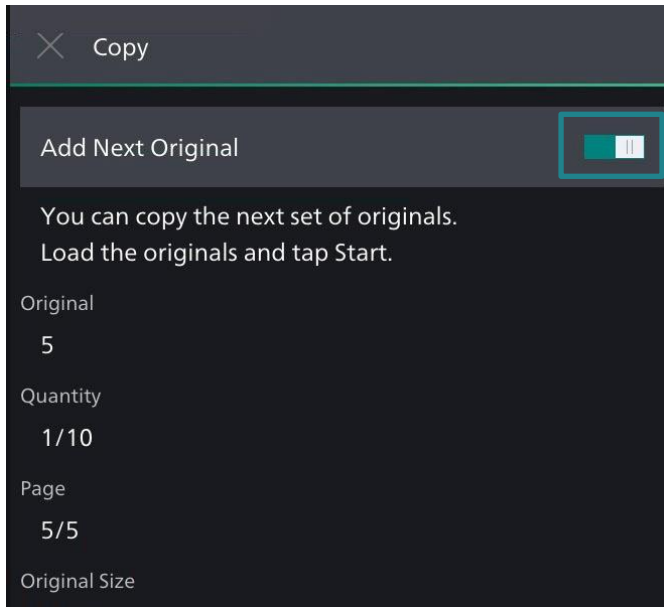 Copy
Add Next Original
You can copy the next set of originals.
Load the originals and tap Start.
Original
5
Quantity
1/10
Page
5/5
Original Size